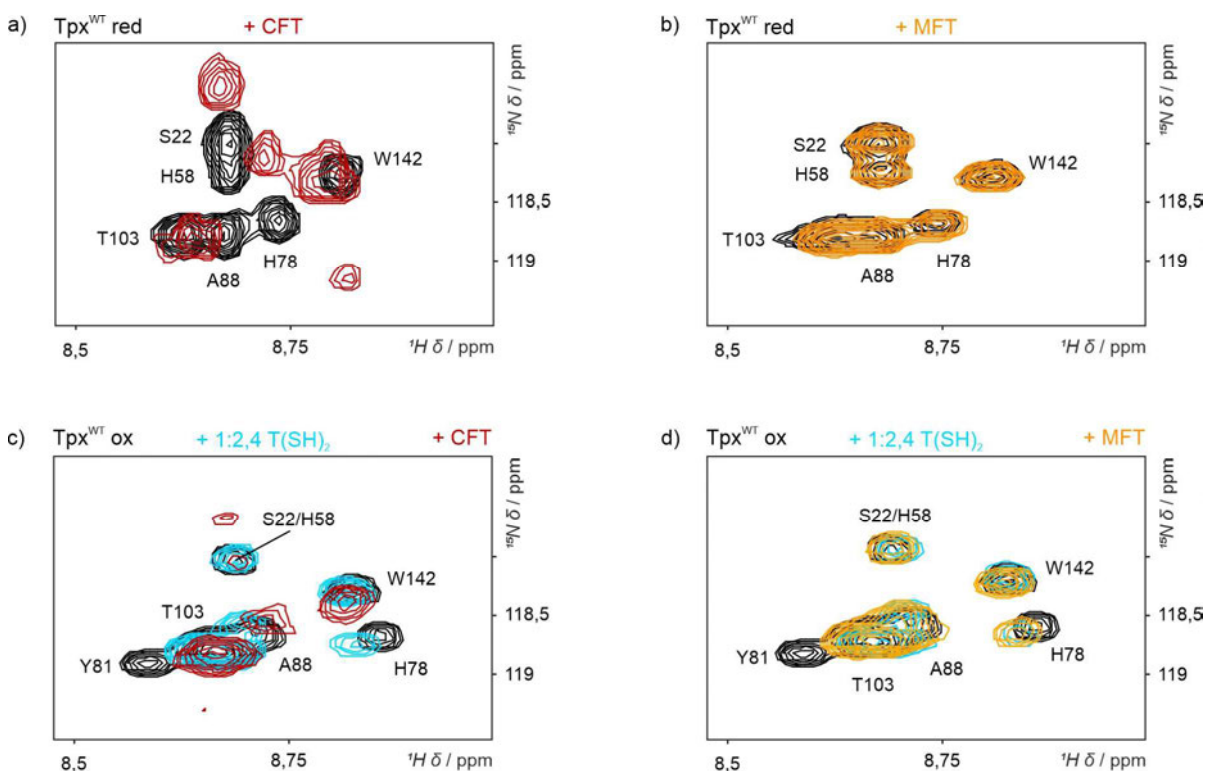 a) Tpx^WT red + CFT
S22
H58
T103
A88
H78
W142
118,5
119
¹⁵N δ / ppm
8,5
8,75
¹H δ / ppm
b) Tpx^WT red + MFT
S22
H58
T103
A88
H78
W142
118,5
119
¹⁵N δ / ppm
8,5
8,75
¹H δ / ppm
c) Tpx^WT ox + 1:2,4 T(SH)₂ + CFT
S22/H58
W142
T103
Y81
A88
H78
118,5
119
¹⁵N δ / ppm
8,5
8,75
¹H δ / ppm
d) Tpx^WT ox + 1:2,4 T(SH)₂ + MFT
S22/H58
W142
Y81
T103
A88
H78
118,5
119
¹⁵N δ / ppm
8,5
8,75
¹H δ / ppm